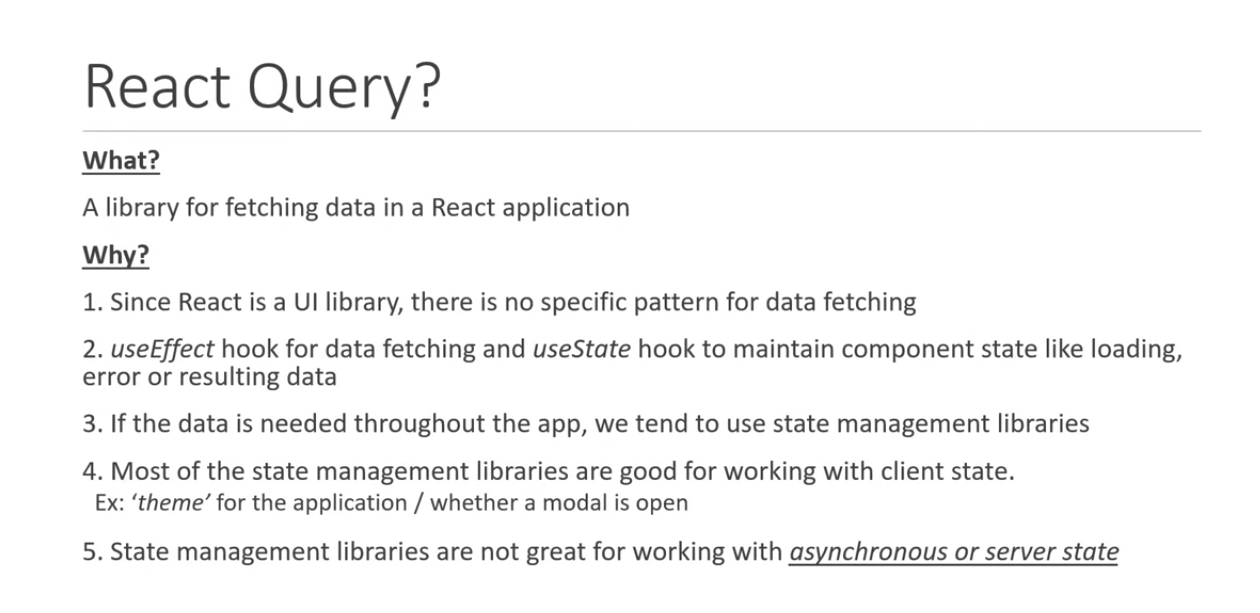 React Query?
What?
A library for fetching data in a React application
Why?
1. Since React is a UI library, there is no specific pattern for data fetching
2. useEffect hook for data fetching and useState hook to maintain component state like loading,
error or resulting data
3. If the data is needed throughout the app, we tend to use state management libraries
4. Most of the state management libraries are good for working with client state.
Ex: ‘theme’ for the application / whether a modal is open
5. State management libraries are not great for working with asynchronous or server state